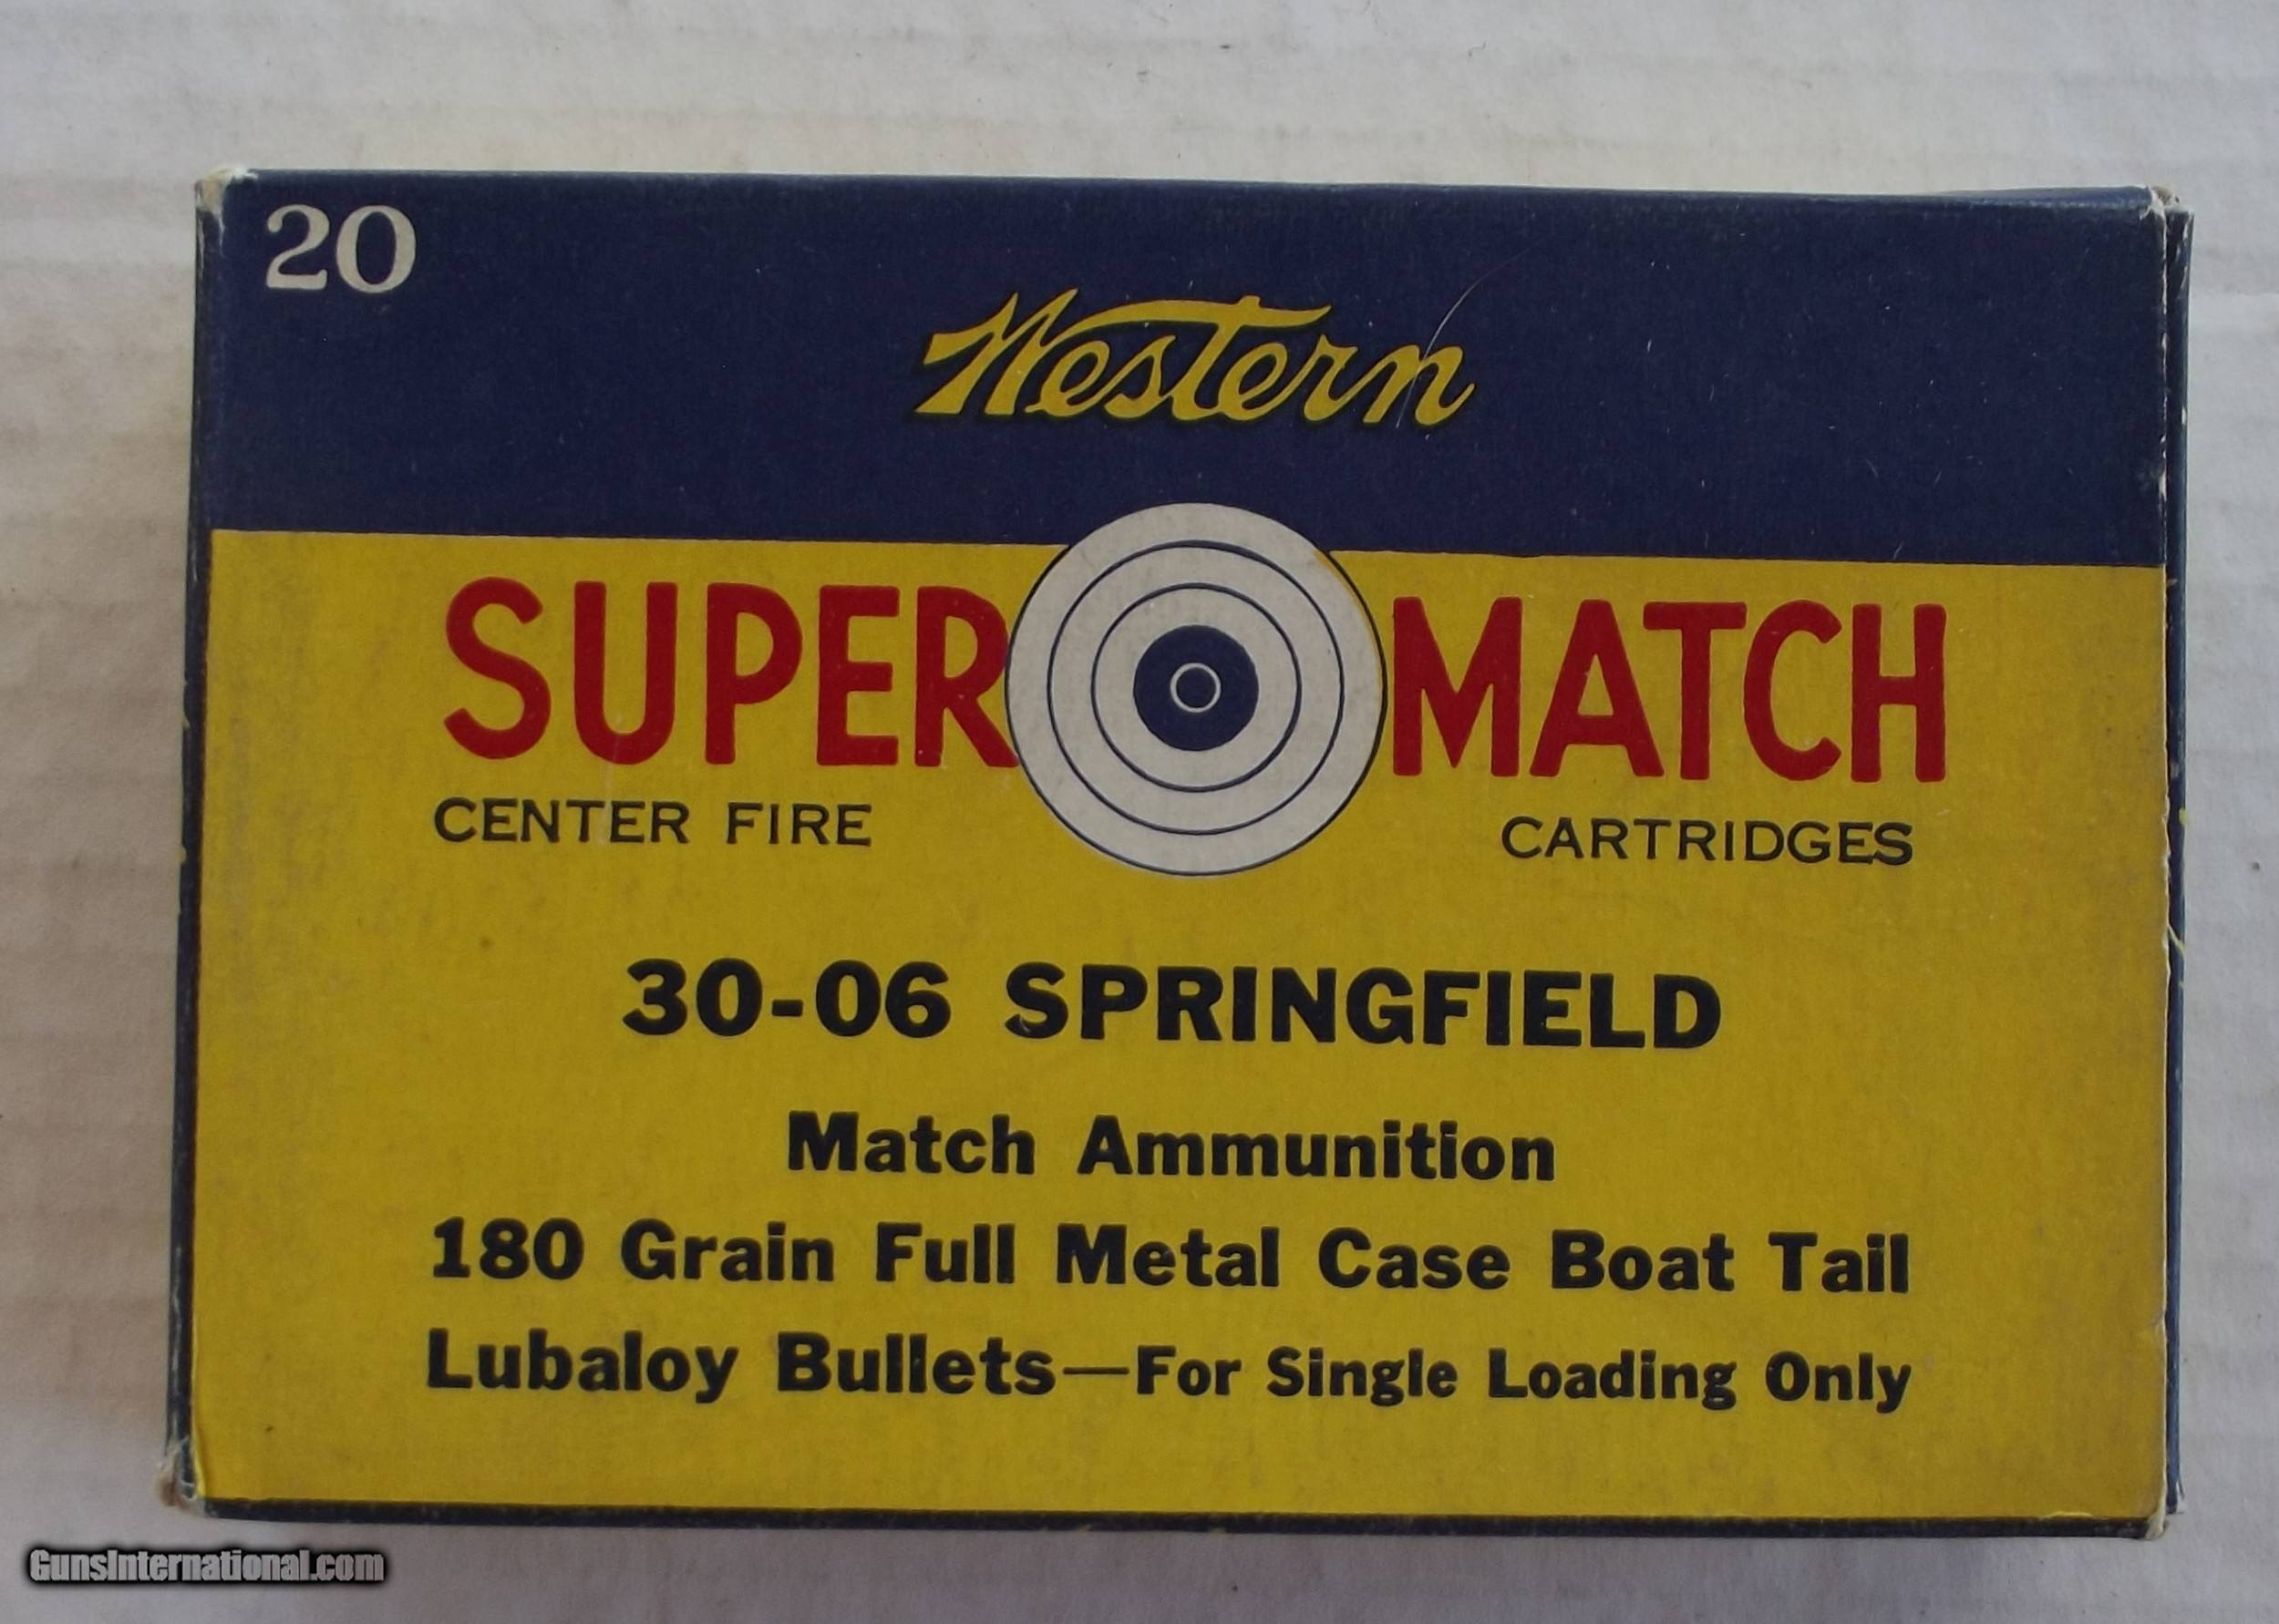 20
Western
SUPER MATCH
CENTER FIRE CARTRIDGES
30-06 SPRINGFIELD
Match Ammunition
180 Grain Full Metal Case Boat Tail
Lubaloy Bullets—For Single Loading Only
GunsInternational.com